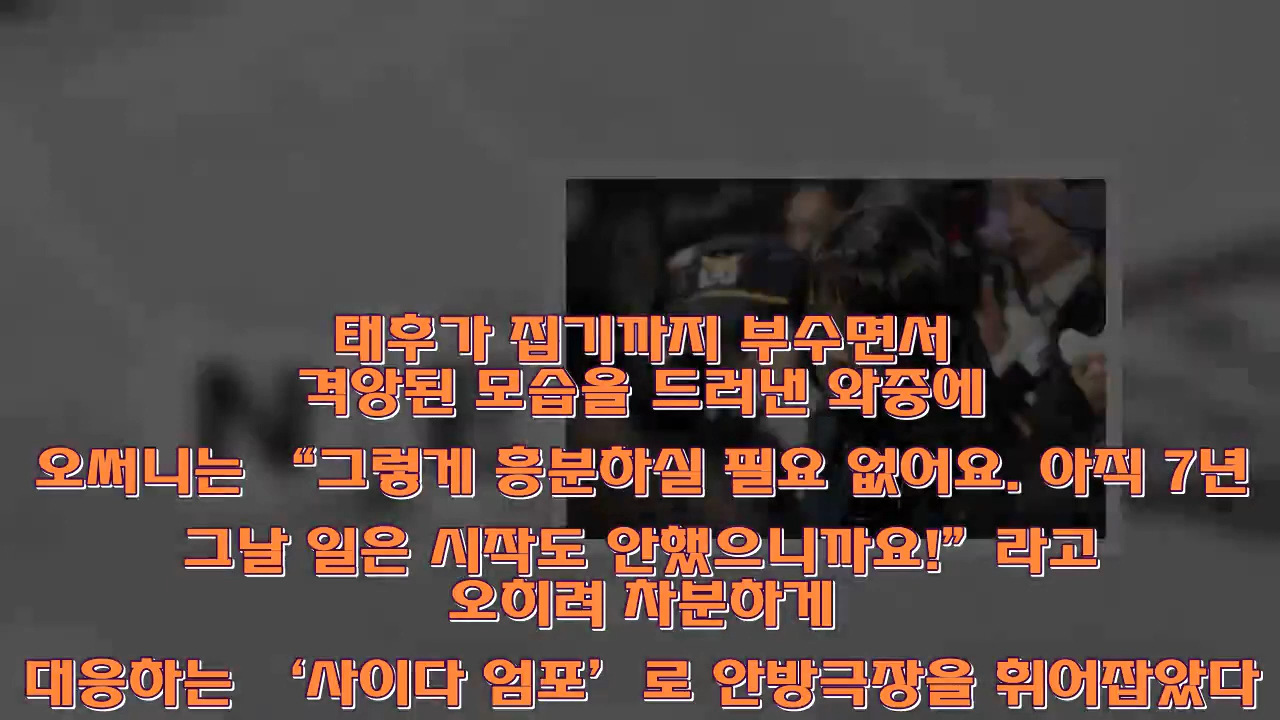 태후가 집기까지 부수면서
격앙된 모습을 드러낸 와중에
오써니는 “그렇게 흥분하실 필요 없어요. 아직 7년
그날 일은 시작도 안했으니까요!” 라고
오히려 차분하게
대응하는 ‘사이다 엄포’ 로 안방극장을 휘어잡았다